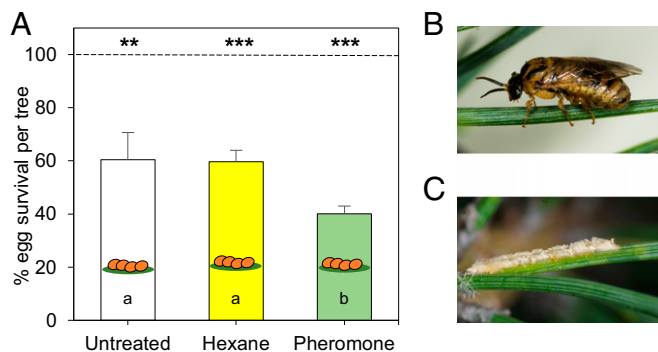 A
% egg survival per tree
100
80
60
40
20
0
** *** ***
a a b
Untreated Hexane Pheromone
B
C